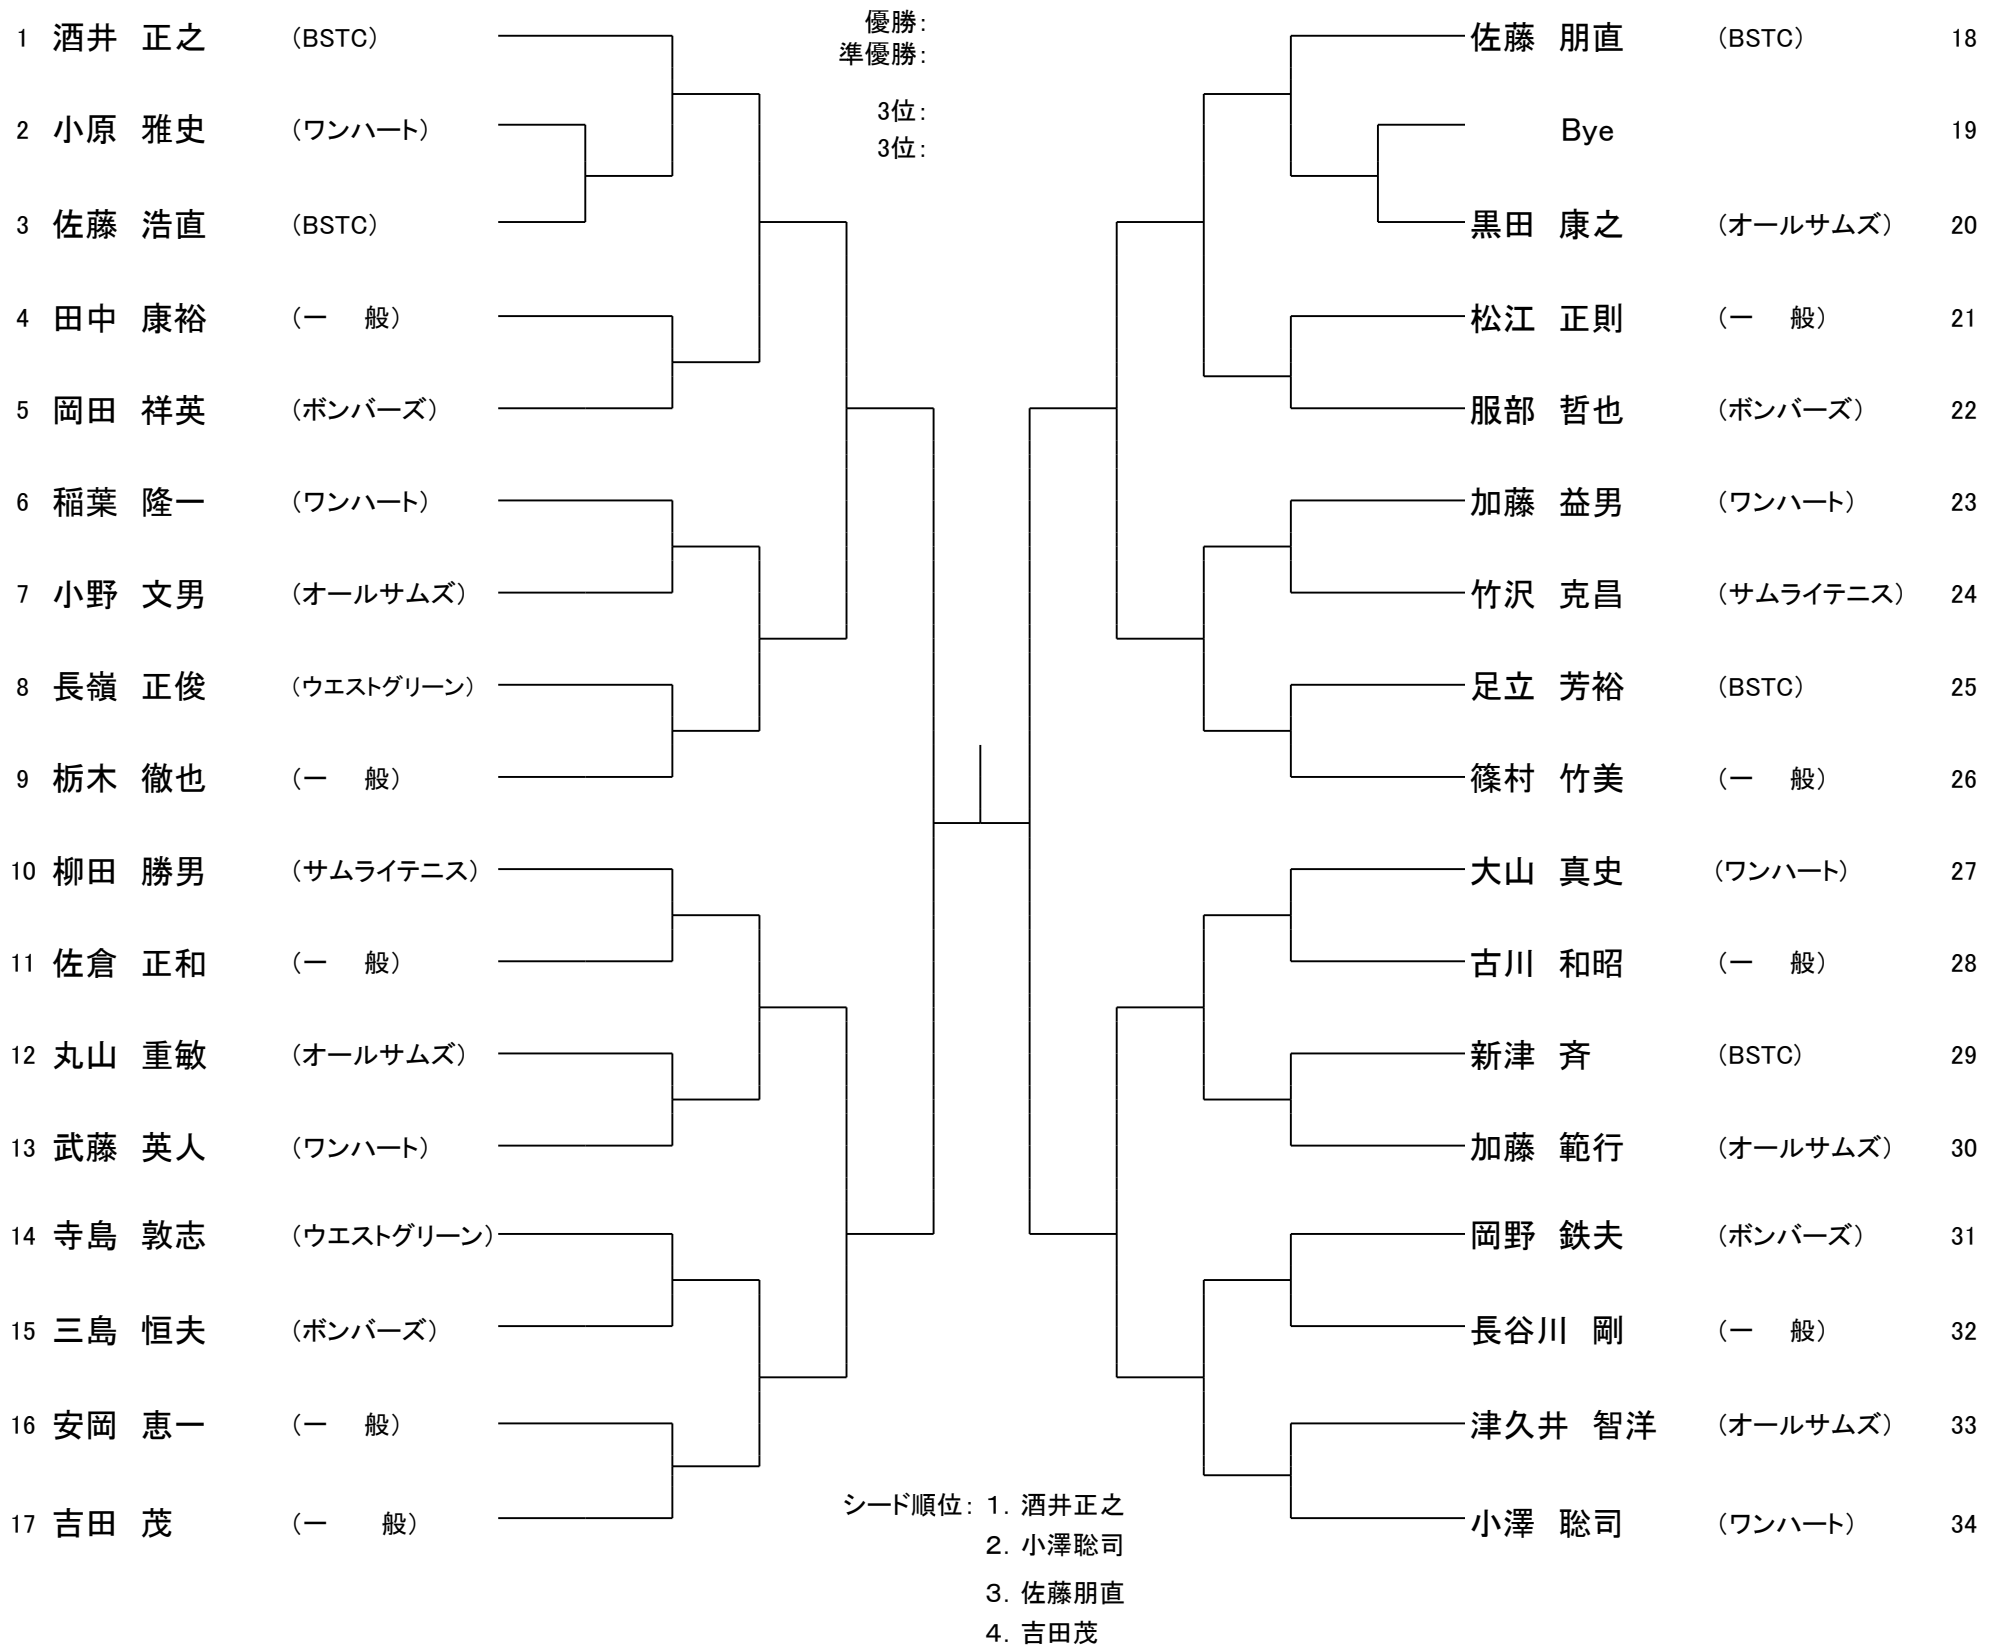 優勝：
準優勝：
3位：
3位：
1 酒井 正之 （BSTC）
2 小原 雅史 （ワンハート）
3 佐藤 浩直 （BSTC）
4 田中 康裕 （一 般）
5 岡田 祥英 （ボンバーズ）
6 稲葉 隆一 （ワンハート）
7 小野 文男 （オールサムズ）
8 長嶺 正俊 （ウエストグリーン）
9 栃木 徹也 （一 般）
10 柳田 勝男 （サムライテニス）
11 佐倉 正和 （一 般）
12 丸山 重敏 （オールサムズ）
13 武藤 英人 （ワンハート）
14 寺島 敦志 （ウエストグリーン）
15 三島 恒夫 （ボンバーズ）
16 安岡 恵一 （一 般）
17 吉田 茂 （一 般）
佐藤 朋直 （BSTC） 18
Bye 19
黒田 康之 （オールサムズ） 20
松江 正則 （一 般） 21
服部 哲也 （ボンバーズ） 22
加藤 益男 （ワンハート） 23
竹沢 克昌 （サムライテニス） 24
足立 芳裕 （BSTC） 25
篠村 竹美 （一 般） 26
大山 真史 （ワンハート） 27
古川 和昭 （一 般） 28
新津 斉 （BSTC） 29
加藤 範行 （オールサムズ） 30
岡野 鉄夫 （ボンバーズ） 31
長谷川 剛 （一 般） 32
津久井 智洋 （オールサムズ） 33
小澤 聡司 （ワンハート） 34
シード順位： 1．酒井正之
2．小澤聡司
3．佐藤朋直
4．吉田茂